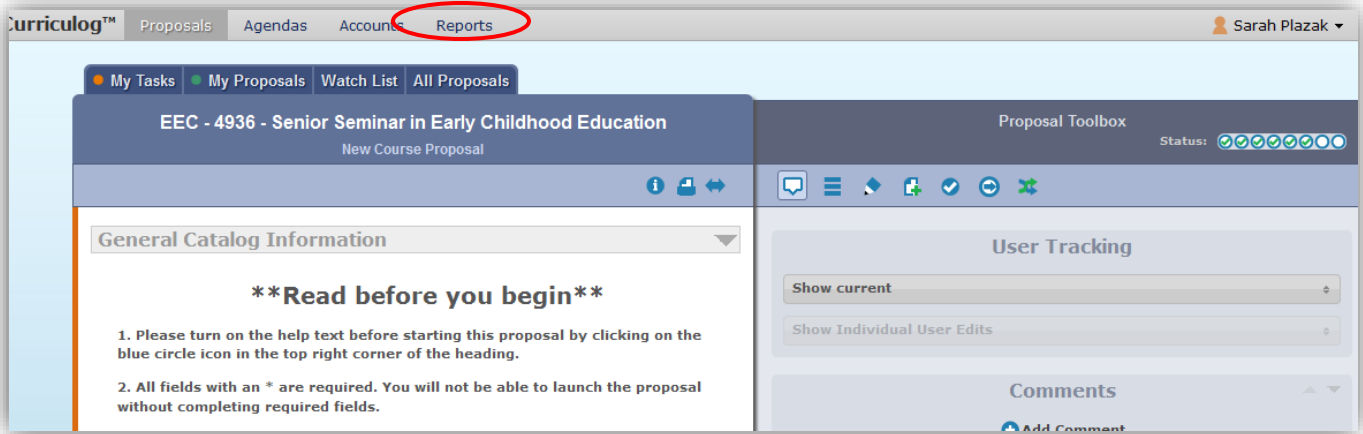 Curriculog™ Proposals Agendas Accounts Reports Sarah Plazak
My Tasks My Proposals Watch List All Proposals
EEC - 4936 - Senior Seminar in Early Childhood Education
New Course Proposal
Proposal Toolbox
Status:
General Catalog Information
**Read before you begin**
1. Please turn on the help text before starting this proposal by clicking on the
blue circle icon in the top right corner of the heading.
2. All fields with an * are required. You will not be able to launch the proposal
without completing required fields.
User Tracking
Show current
Show Individual User Edits
Comments
Add Comment